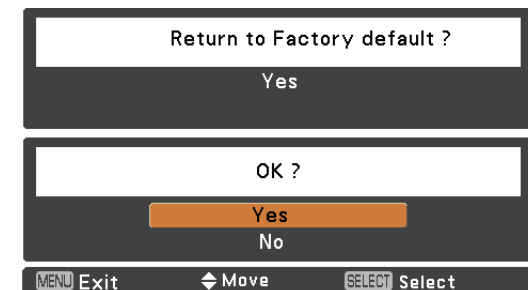 Return to Factory default ?
Yes
OK ?
Yes
No
MENU Exit Move SELECT Select